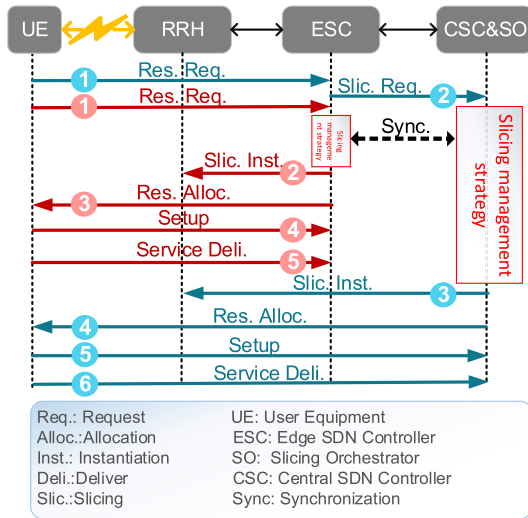 UE RRH ESC CSC&SO
1 Res. Req.
Slic. Req. 2
1 Res. Req.
Slicing manageme nt strategy
Sync.
Slicing management strategy
Slic. Inst. 2
3 Res. Alloc.
Setup 4
Service Deli. 5
Slic. Inst. 3
4 Res. Alloc.
5 Setup
6 Service Deli.
Req.: Request UE: User Equipment
Alloc.:Allocation ESC: Edge SDN Controller
Inst.: Instantiation SO: Slicing Orchestrator
Deli.:Deliver CSC: Central SDN Controller
Slic.:Slicing Sync: Synchronization